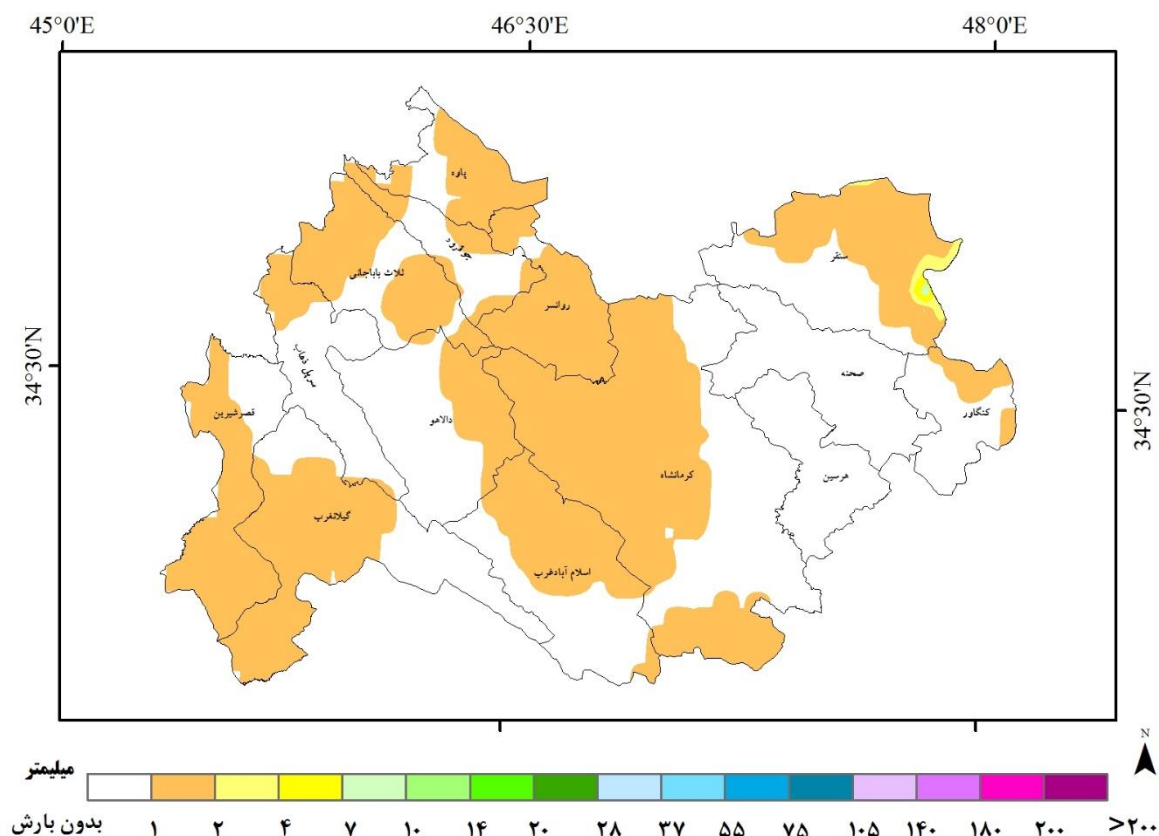 45°0'E 46°30'E 48°0'E
پاوه
سنقر
جوانرود
ثلاث باباجانی
روانسر
34°30'N
سرپل ذهاب
صحنه
34°30'N
قصرشیرین
دالاهو
کنگاور
کرمانشاه
هرسین
گیلانغرب
اسلام آبادغرب
N
میلیمتر
بدون بارش ۱ ۲ ۴ ۷ ۱۰ ۱۴ ۲۰ ۲۸ ۳۷ ۵۵ ۷۵ ۱۰۵ ۱۴۰ ۱۸۰ ۲۰۰ >۲۰۰